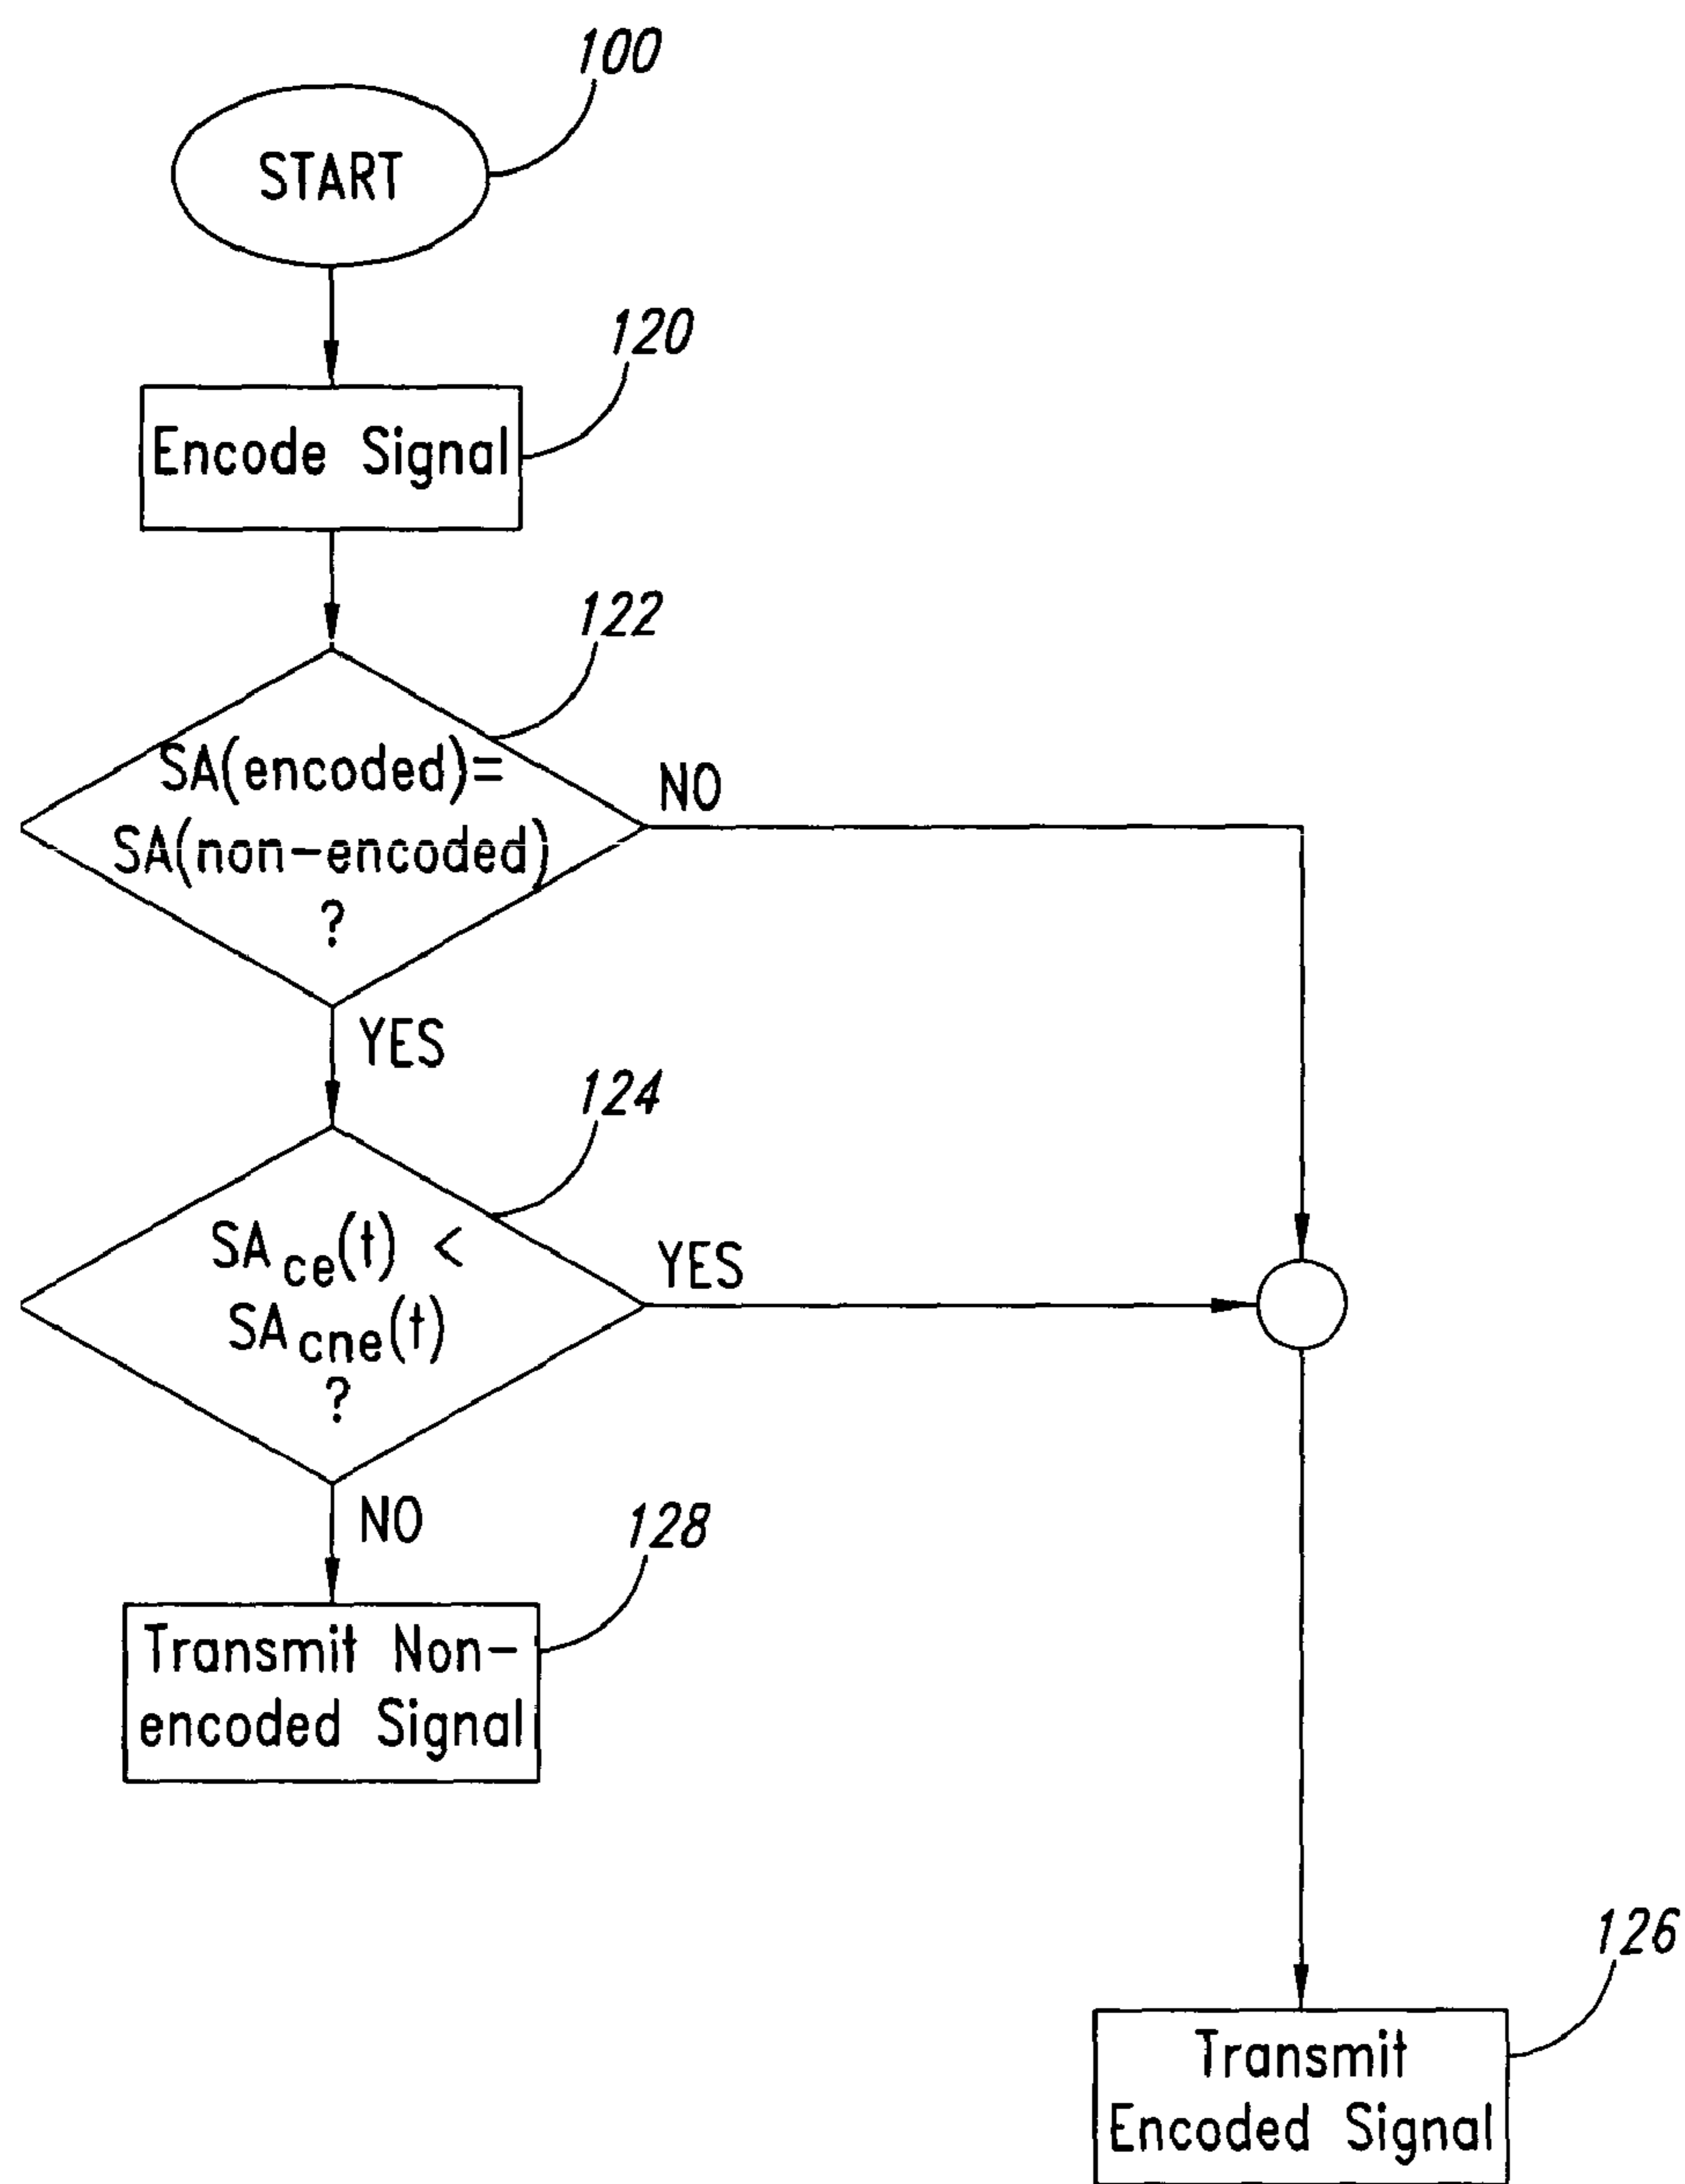 100
START
120
Encode Signal
122
SA(encoded)=
SA(non-encoded)
?
NO
YES
124
SAce(t) <
SAcne(t)
?
YES
NO
128
Transmit Non-
encoded Signal
126
Transmit
Encoded Signal